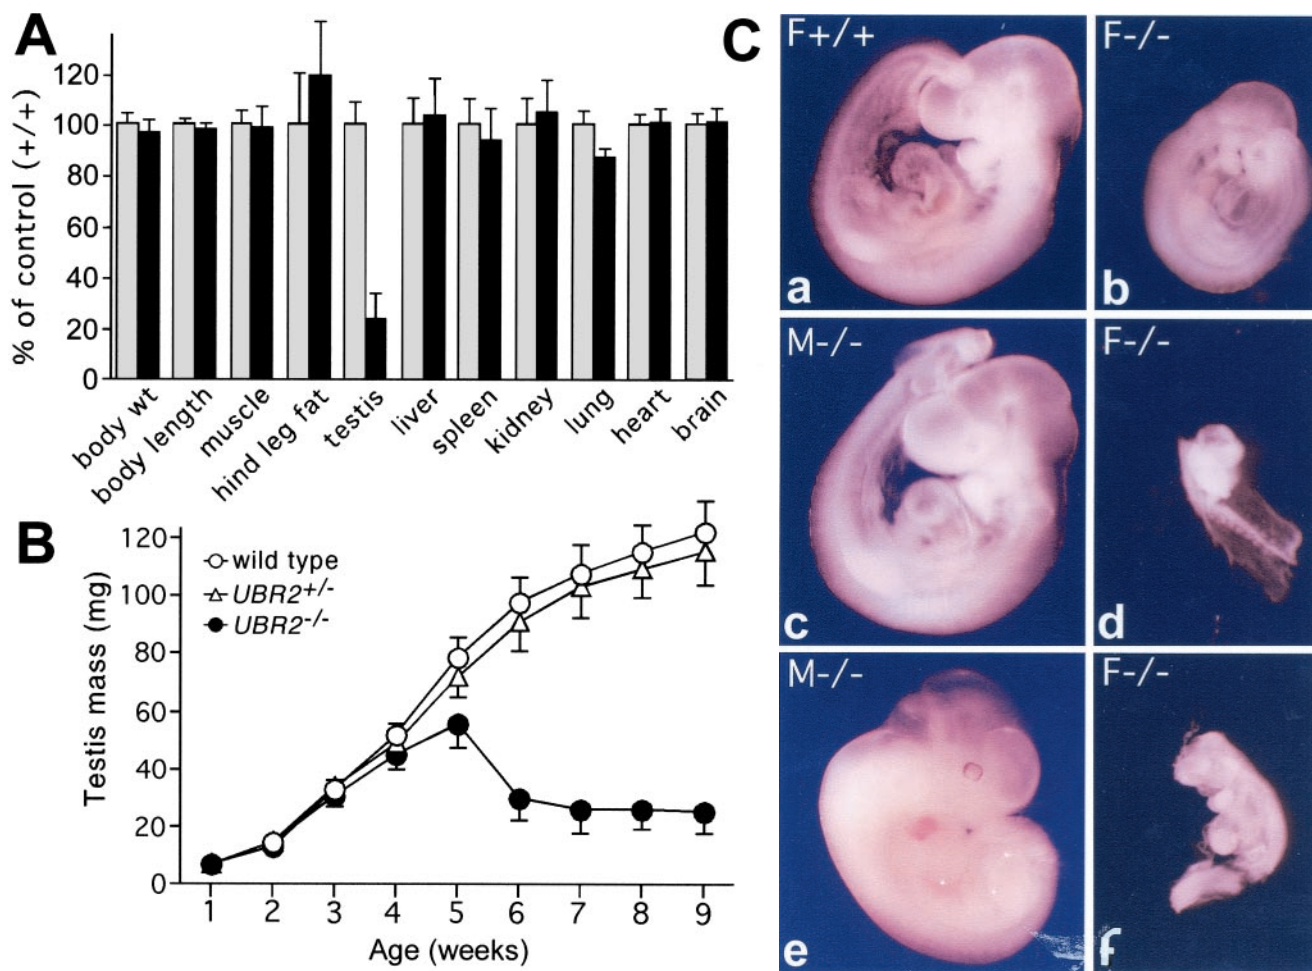 A
% of control (+/+)
120
100
80
60
40
20
0
body wt
body length
muscle
hind leg fat
testis
liver
spleen
kidney
lung
heart
brain
B
Testis mass (mg)
120
100
80
60
40
20
0
wild type
UBR2+/-
UBR2-/-
1 2 3 4 5 6 7 8 9
Age (weeks)
C
F+/+
a
F-/-
b
M-/-
c
F-/-
d
M-/-
e
F-/-
f